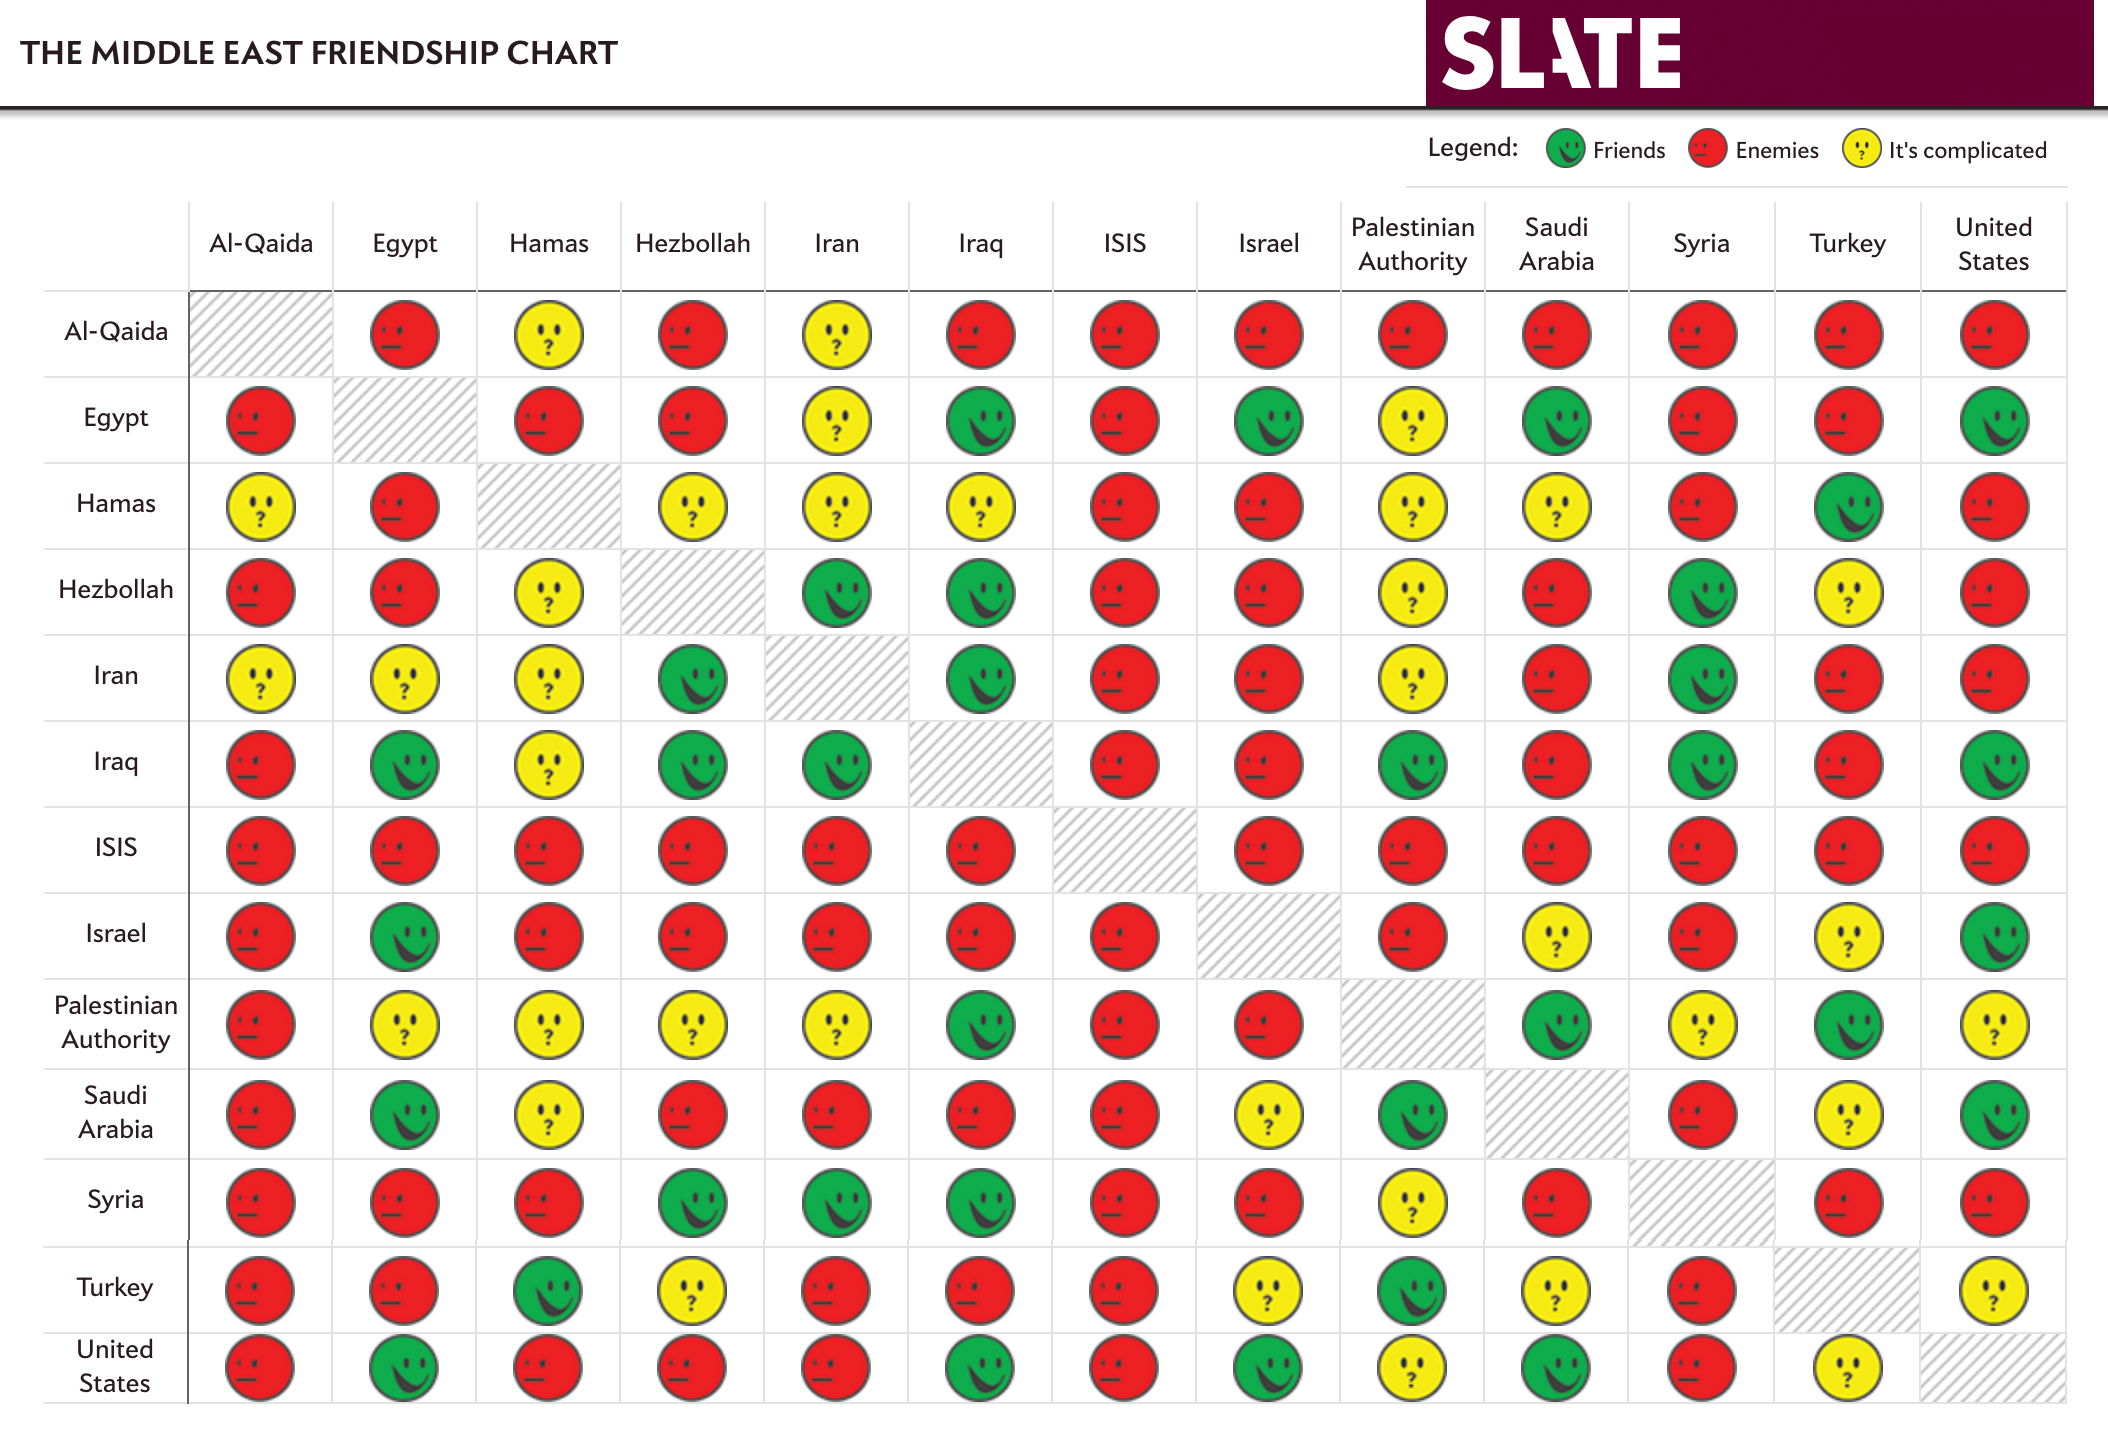 THE MIDDLE EAST FRIENDSHIP CHART
SLATE
Legend: Friends Enemies It's complicated
Al-Qaida Egypt Hamas Hezbollah Iran Iraq ISIS Israel Palestinian Authority Saudi Arabia Syria Turkey United States
Al-Qaida ? ?
Egypt ? ?
Hamas ? ? ? ? ? ?
Hezbollah ? ? ?
Iran ? ? ? ?
Iraq ?
ISIS
Israel ? ?
Palestinian
Authority ? ? ? ? ? ?
Saudi
Arabia ? ? ?
Syria ?
Turkey ? ? ? ?
United
States ? ?